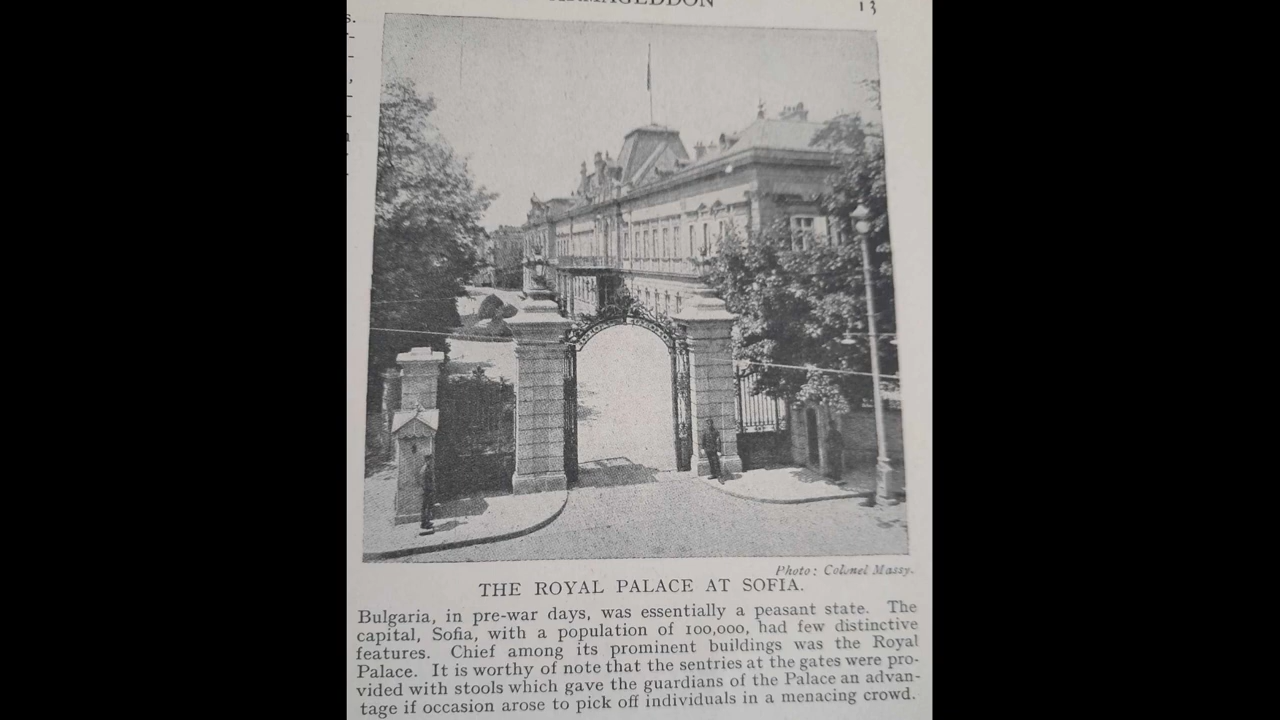 ARMAGEDDON 13
s.
Photo: Colonel Massy.
THE ROYAL PALACE AT SOFIA.
Bulgaria, in pre-war days, was essentially a peasant state. The
capital, Sofia, with a population of 100,000, had few distinctive
features. Chief among its prominent buildings was the Royal
Palace. It is worthy of note that the sentries at the gates were pro-
vided with stools which gave the guardians of the Palace an advan-
tage if occasion arose to pick off individuals in a menacing crowd.